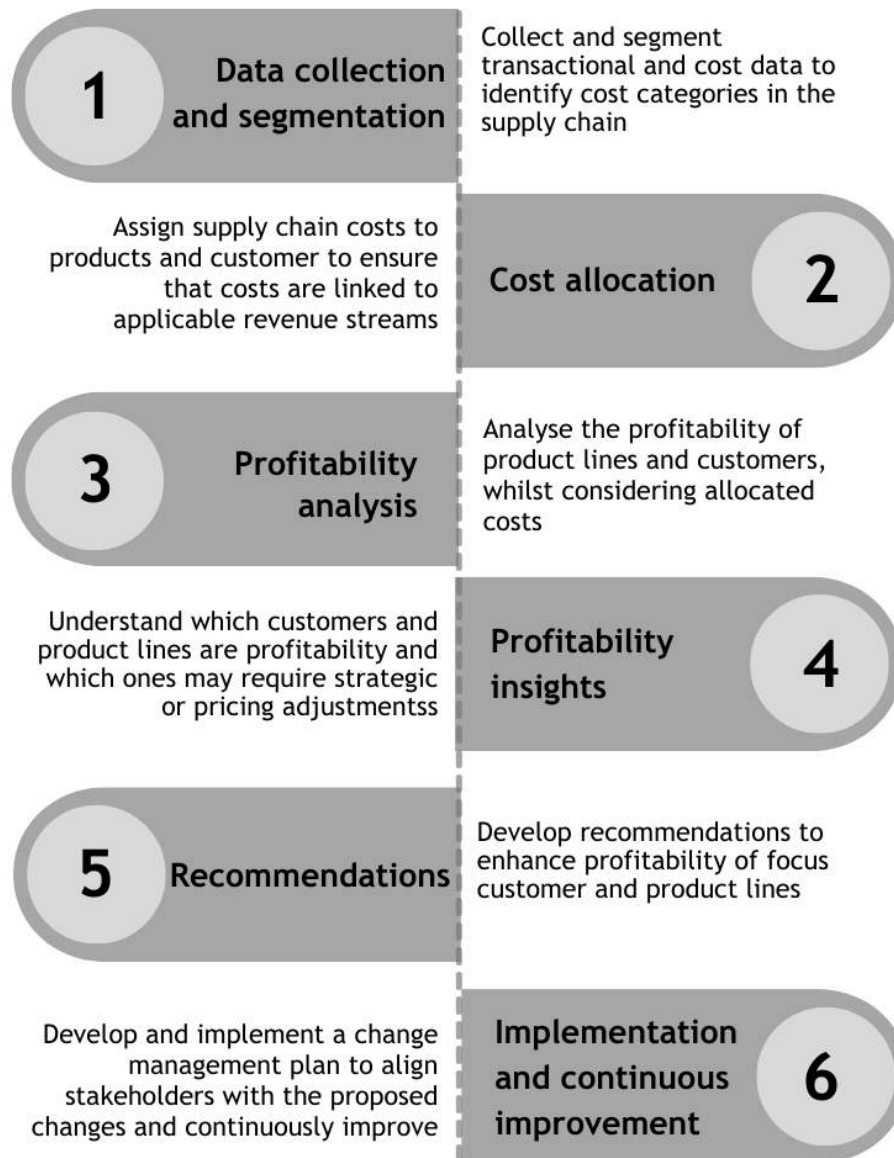 1
Data collection
and segmentation
Collect and segment
transactional and cost data to
identify cost categories in the
supply chain
Assign supply chain costs to
products and customer to ensure
that costs are linked to
applicable revenue streams
Cost allocation
2
3
Profitability
analysis
Analyse the profitability of
product lines and customers,
whilst considering allocated
costs
Understand which customers and
product lines are profitability and
which ones may require strategic
or pricing adjustmentss
Profitability
insights
4
5
Recommendations
Develop recommendations to
enhance profitability of focus
customer and product lines
Develop and implement a change
management plan to align
stakeholders with the proposed
changes and continuously improve
Implementation
and continuous
improvement
6